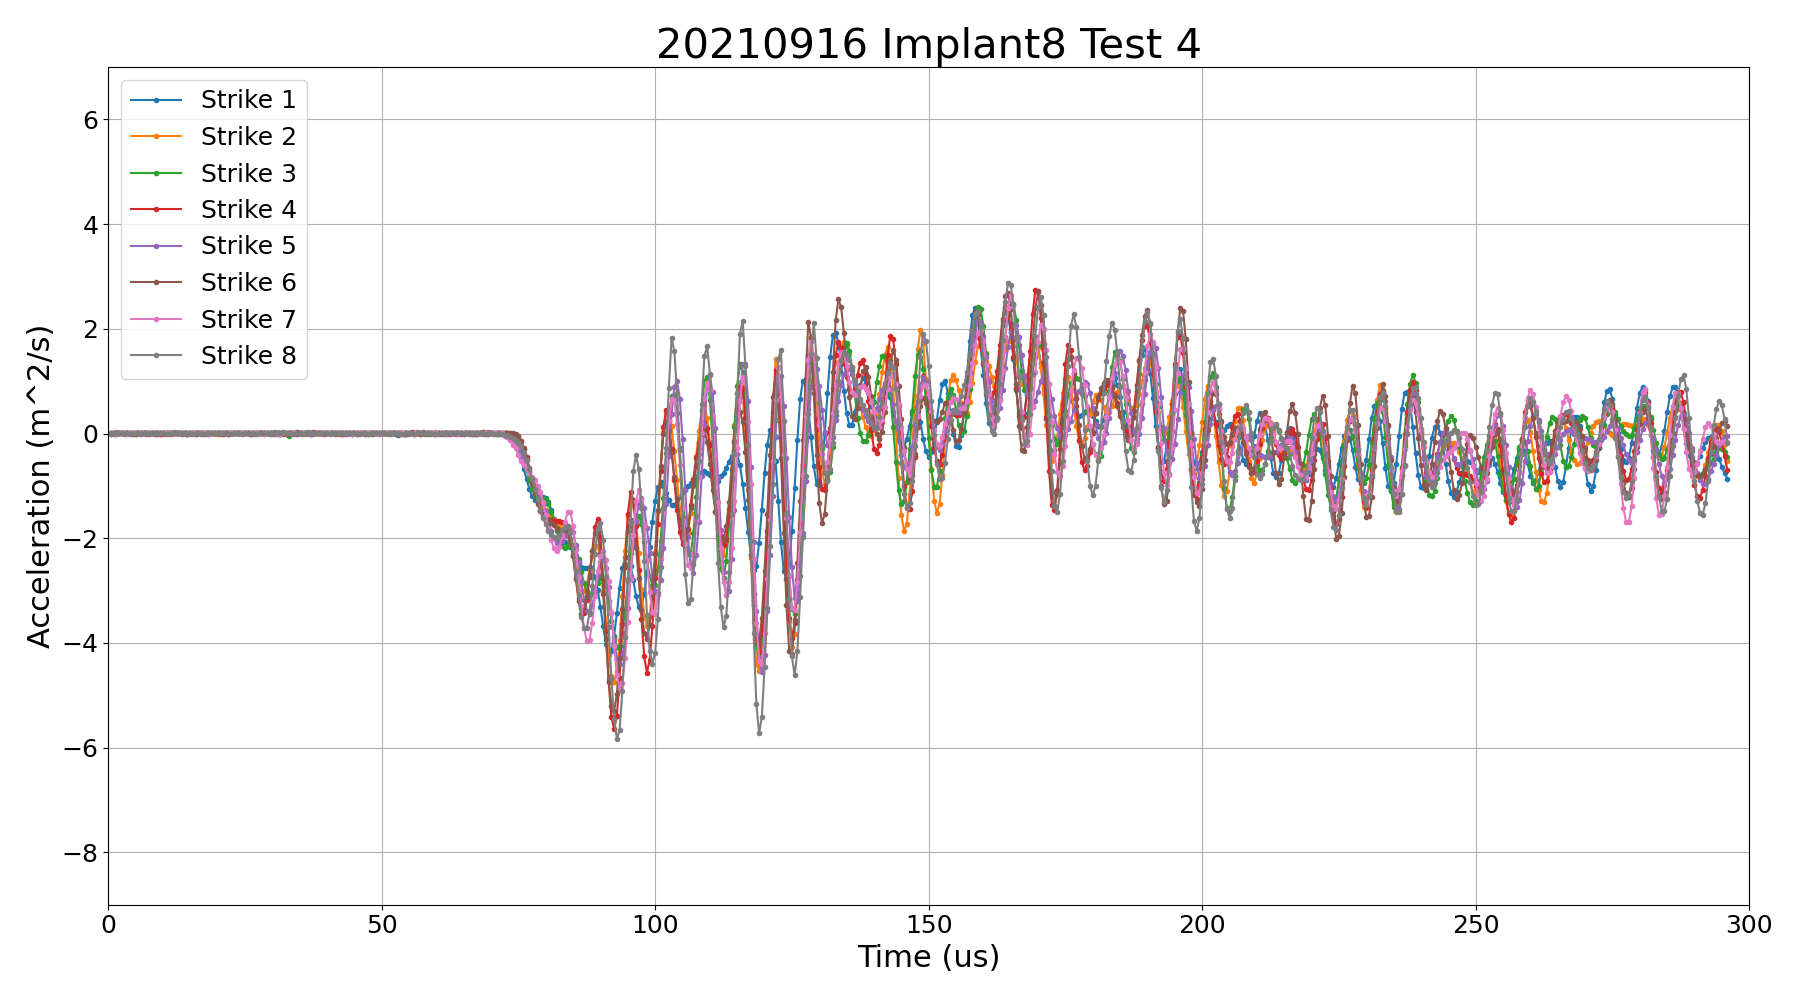 20210916 Implant8 Test 4
Strike 1
Strike 2
Strike 3
Strike 4
Strike 5
Strike 6
Strike 7
Strike 8
Acceleration (m^2/s)
6
4
2
0
−2
−4
−6
−8
0 50 100 150 200 250 300
Time (us)